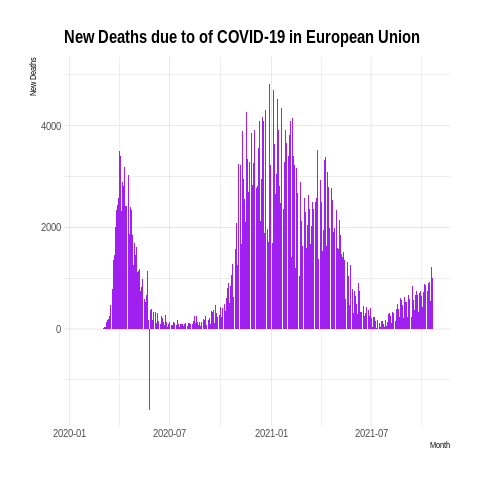 New Deaths due to of COVID-19 in European Union
New Deaths
4000
2000
0
2020-01 2020-07 2021-01 2021-07
Month